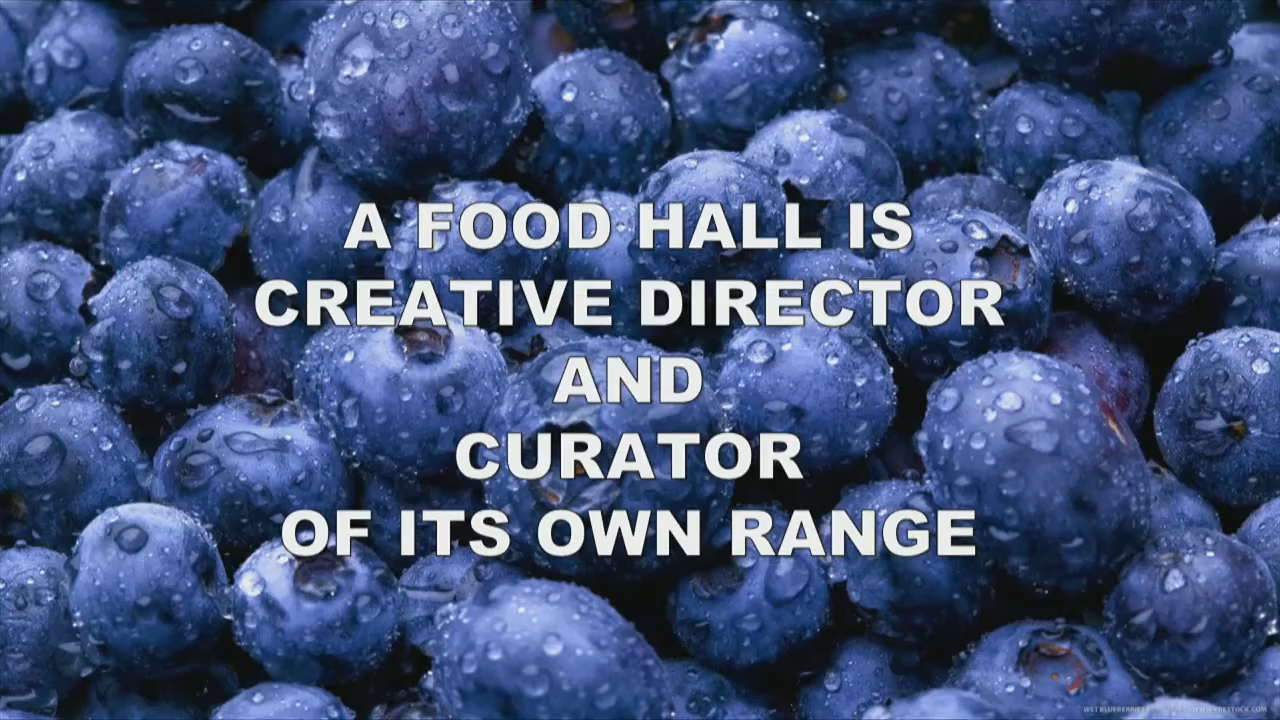 A FOOD HALL IS
CREATIVE DIRECTOR
AND
CURATOR
OF ITS OWN RANGE